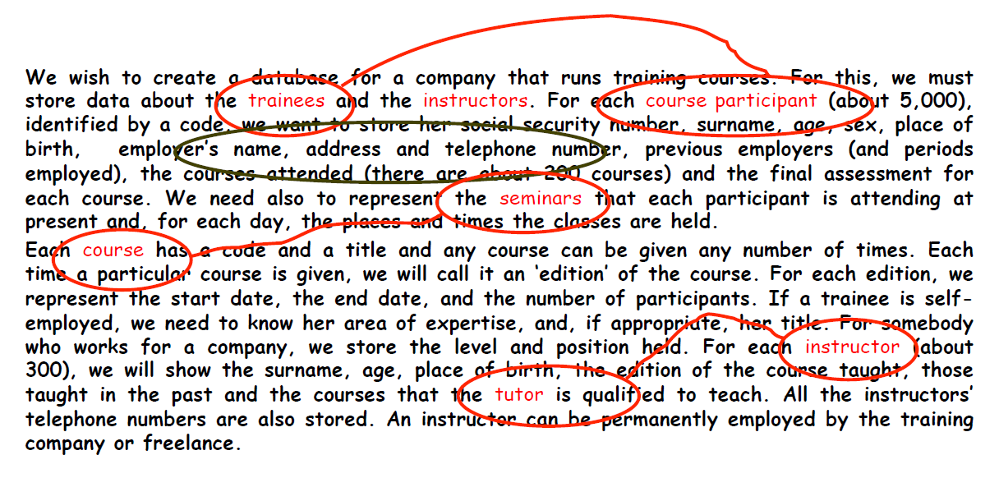 We wish to create a database for a company that runs training courses. For this, we must
store data about the trainees and the instructors. For each course participant (about 5,000),
identified by a code, we want to store her social security number, surname, age, sex, place of
birth, employer's name, address and telephone number, previous employers (and periods
employed), the courses attended (there are about 200 courses) and the final assessment for
each course. We need also to represent the seminars that each participant is attending at
present and, for each day, the places and times the classes are held.
Each course has a code and a title and any course can be given any number of times. Each
time a particular course is given, we will call it an 'edition' of the course. For each edition, we
represent the start date, the end date, and the number of participants. If a trainee is self-
employed, we need to know her area of expertise, and, if appropriate, her title. For somebody
who works for a company, we store the level and position held. For each instructor (about
300), we will show the surname, age, place of birth, the edition of the course taught, those
taught in the past and the courses that the tutor is qualified to teach. All the instructors'
telephone numbers are also stored. An instructor can be permanently employed by the training
company or freelance.